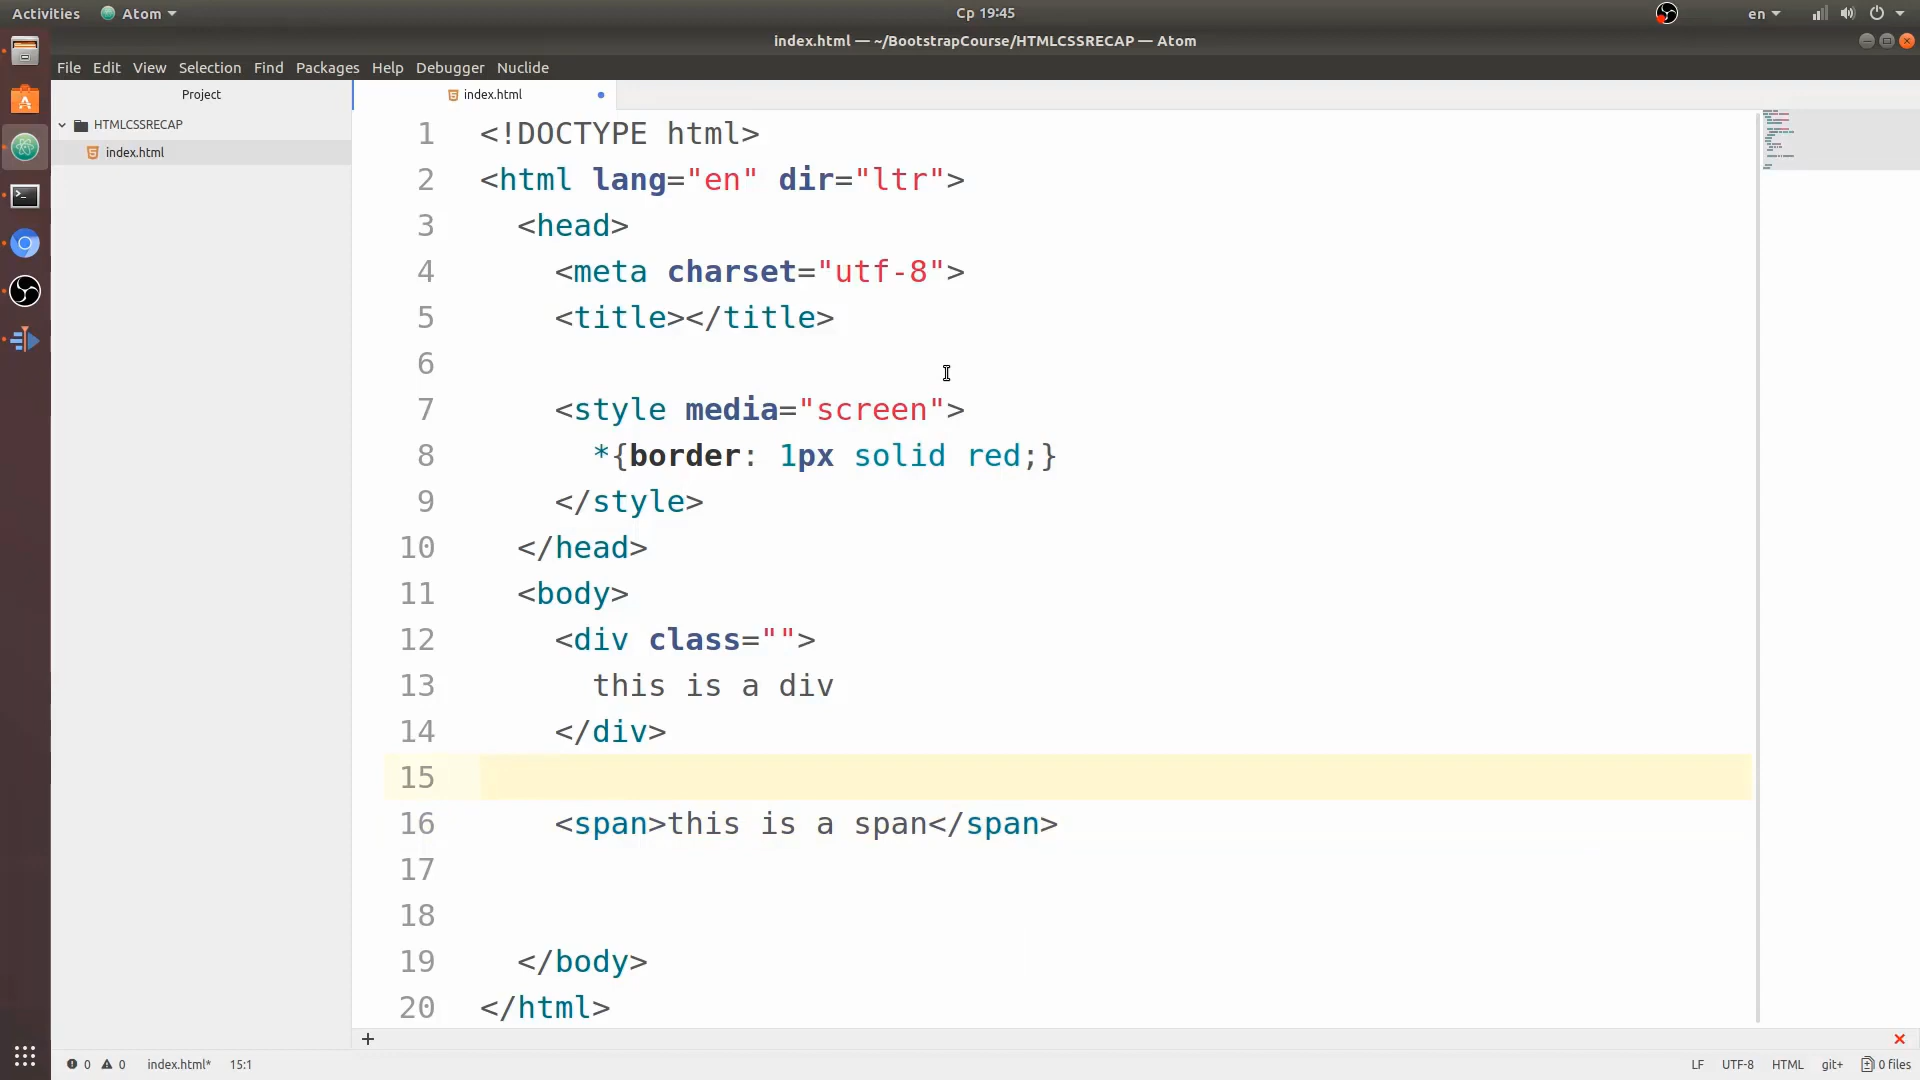 Activities Atom Ср 19:45 en
index.html — ~/BootstrapCourse/HTMLCSSRECAP — Atom
File Edit View Selection Find Packages Help Debugger Nuclide
Project
index.html
HTMLCSSRECAP
index.html
1 <!DOCTYPE html>
2 <html lang="en" dir="ltr">
3 <head>
4 <meta charset="utf-8">
5 <title></title>
6
7 <style media="screen">
8 *{border: 1px solid red;}
9 </style>
10 </head>
11 <body>
12 <div class="">
13 this is a div
14 </div>
15
16 <span>this is a span</span>
17
18
19 </body>
20 </html>
+
0 0 index.html* 15:1 LF UTF-8 HTML git+ 0 files